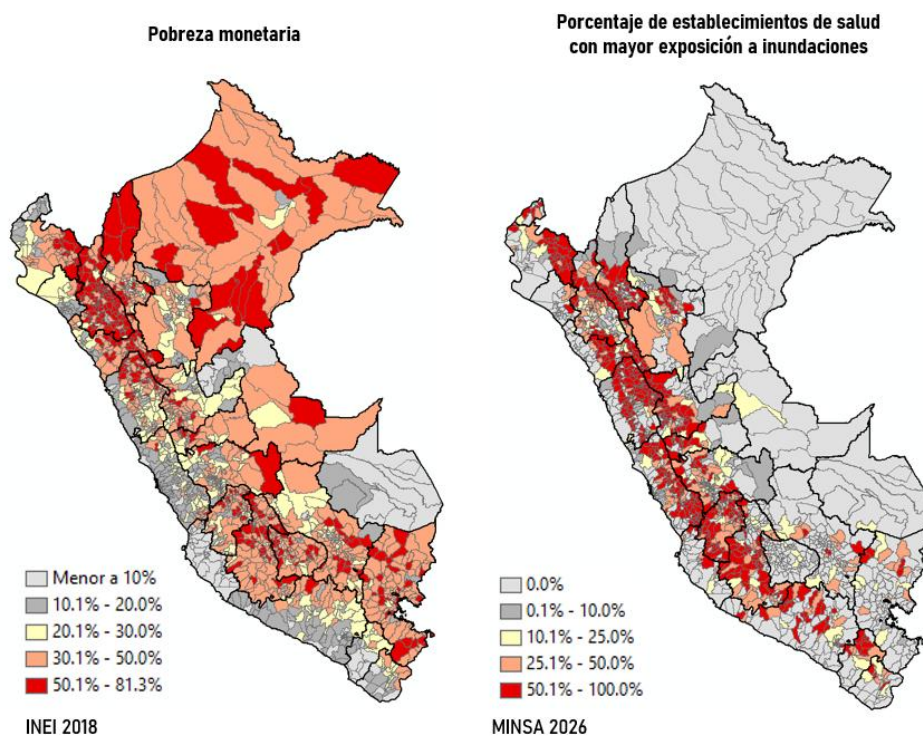 Pobreza monetaria
Menor a 10%
10.1% - 20.0%
20.1% - 30.0%
30.1% - 50.0%
50.1% - 81.3%
INEI 2018
Porcentaje de establecimientos de salud
con mayor exposición a inundaciones
0.0%
0.1% - 10.0%
10.1% - 25.0%
25.1% - 50.0%
50.1% - 100.0%
MINSA 2026